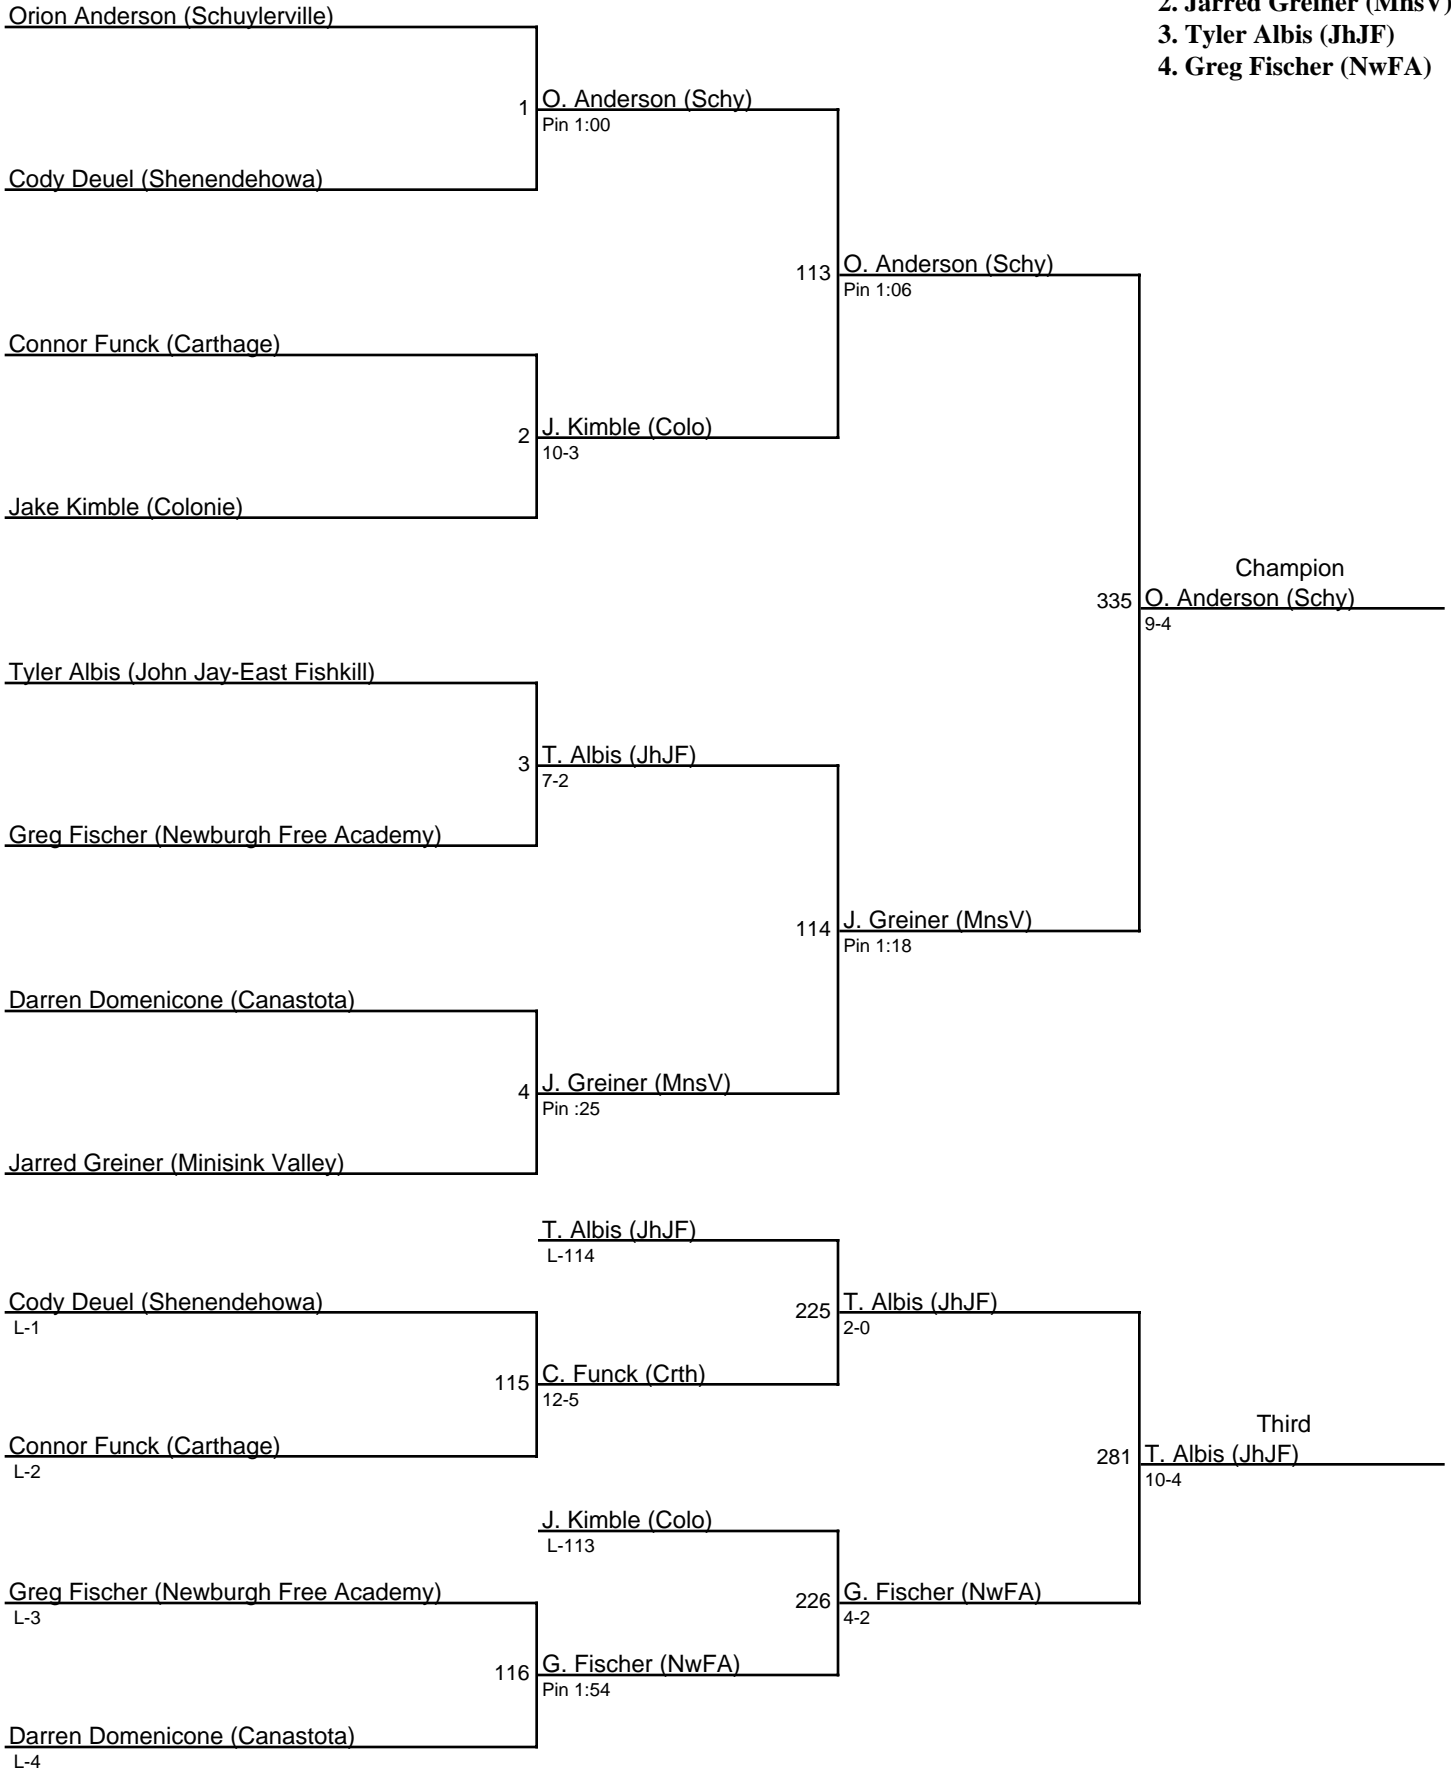 Orion Anderson (Schuylerville)
2. Jarred Greiner (MnsV)
3. Tyler Albis (JhJF)
4. Greg Fischer (NwFA)
1
O. Anderson (Schy)
Pin 1:00
Cody Deuel (Shenendehowa)
113
O. Anderson (Schy)
Pin 1:06
Connor Funck (Carthage)
2
J. Kimble (Colo)
10-3
Jake Kimble (Colonie)
Champion
335
O. Anderson (Schy)
9-4
Tyler Albis (John Jay-East Fishkill)
3
T. Albis (JhJF)
7-2
Greg Fischer (Newburgh Free Academy)
114
J. Greiner (MnsV)
Pin 1:18
Darren Domenicone (Canastota)
4
J. Greiner (MnsV)
Pin :25
Jarred Greiner (Minisink Valley)
T. Albis (JhJF)
L-114
Cody Deuel (Shenendehowa)
L-1
225
T. Albis (JhJF)
2-0
115
C. Funck (Crth)
12-5
Connor Funck (Carthage)
L-2
Third
281
T. Albis (JhJF)
10-4
J. Kimble (Colo)
L-113
Greg Fischer (Newburgh Free Academy)
L-3
226
G. Fischer (NwFA)
4-2
116
G. Fischer (NwFA)
Pin 1:54
Darren Domenicone (Canastota)
L-4